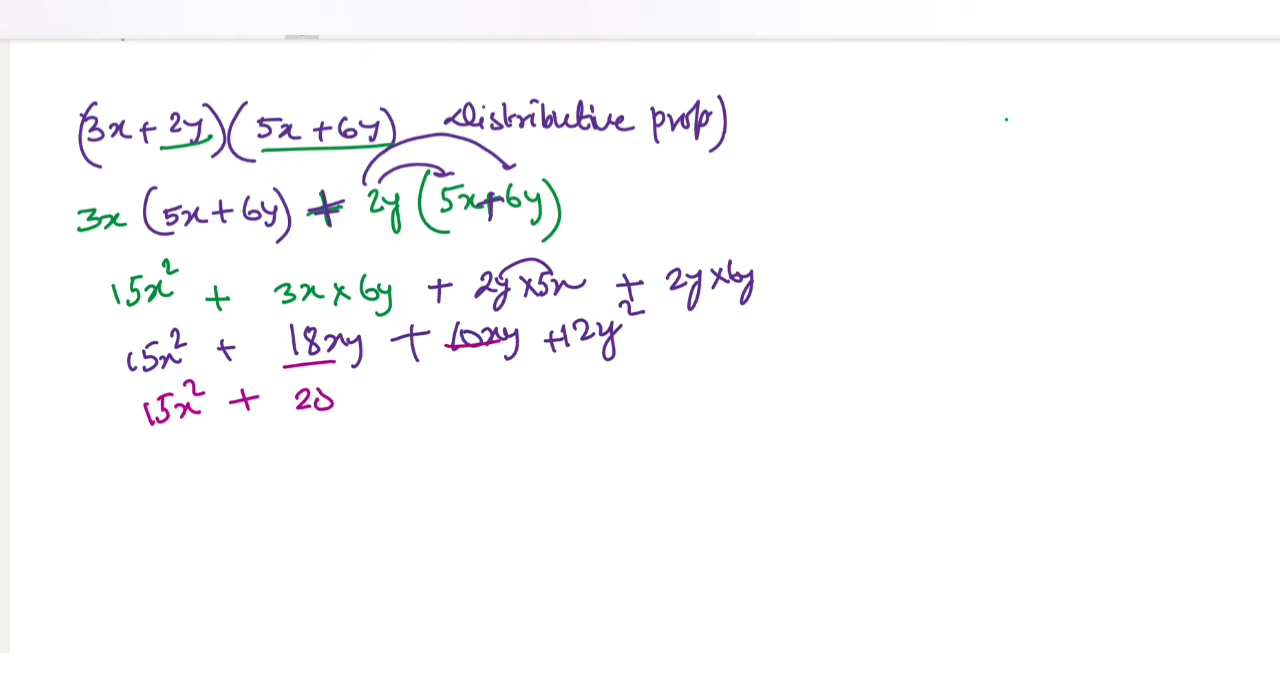 (3x + 2y)(5x + 6y) Distributive prop)
3x (5x + 6y) + 2y (5x + 6y)
15x² + 3x × 6y + 2y × 5x + 2y × 6y
15x² + 18xy + 10xy + 12y²
15x² + 28